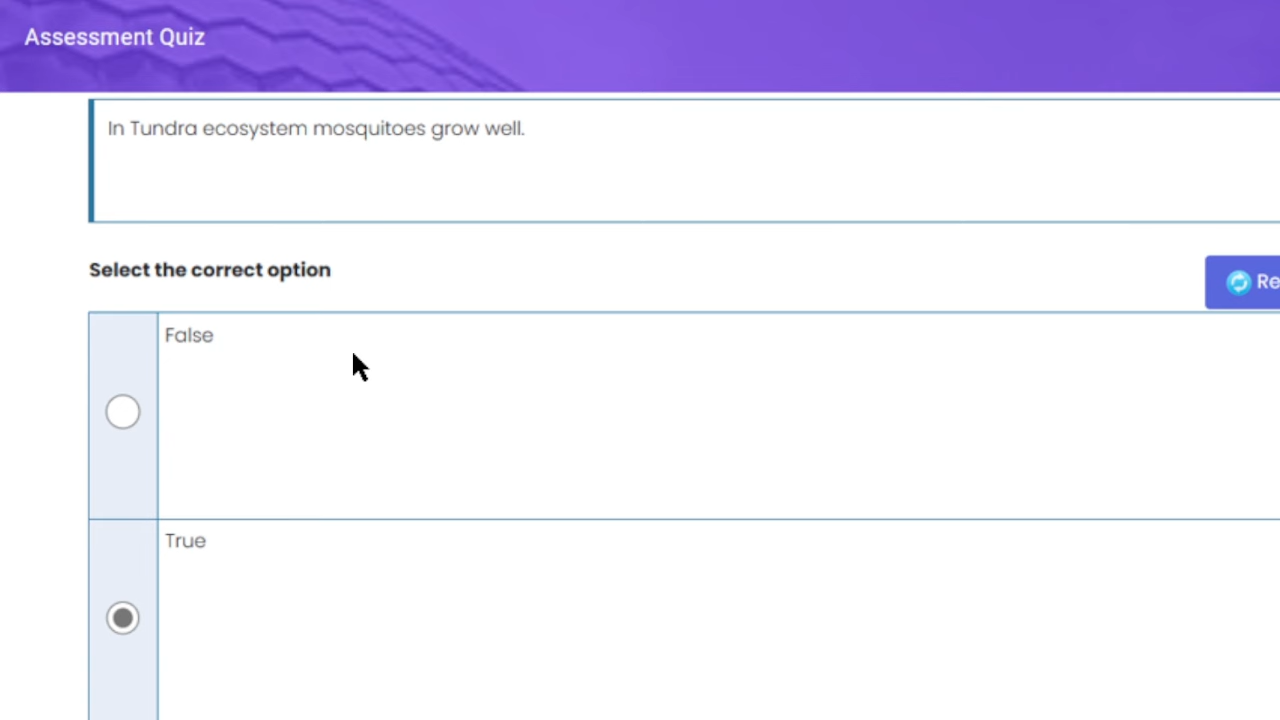 Assessment Quiz
In Tundra ecosystem mosquitoes grow well.
Select the correct option
Re
False
True